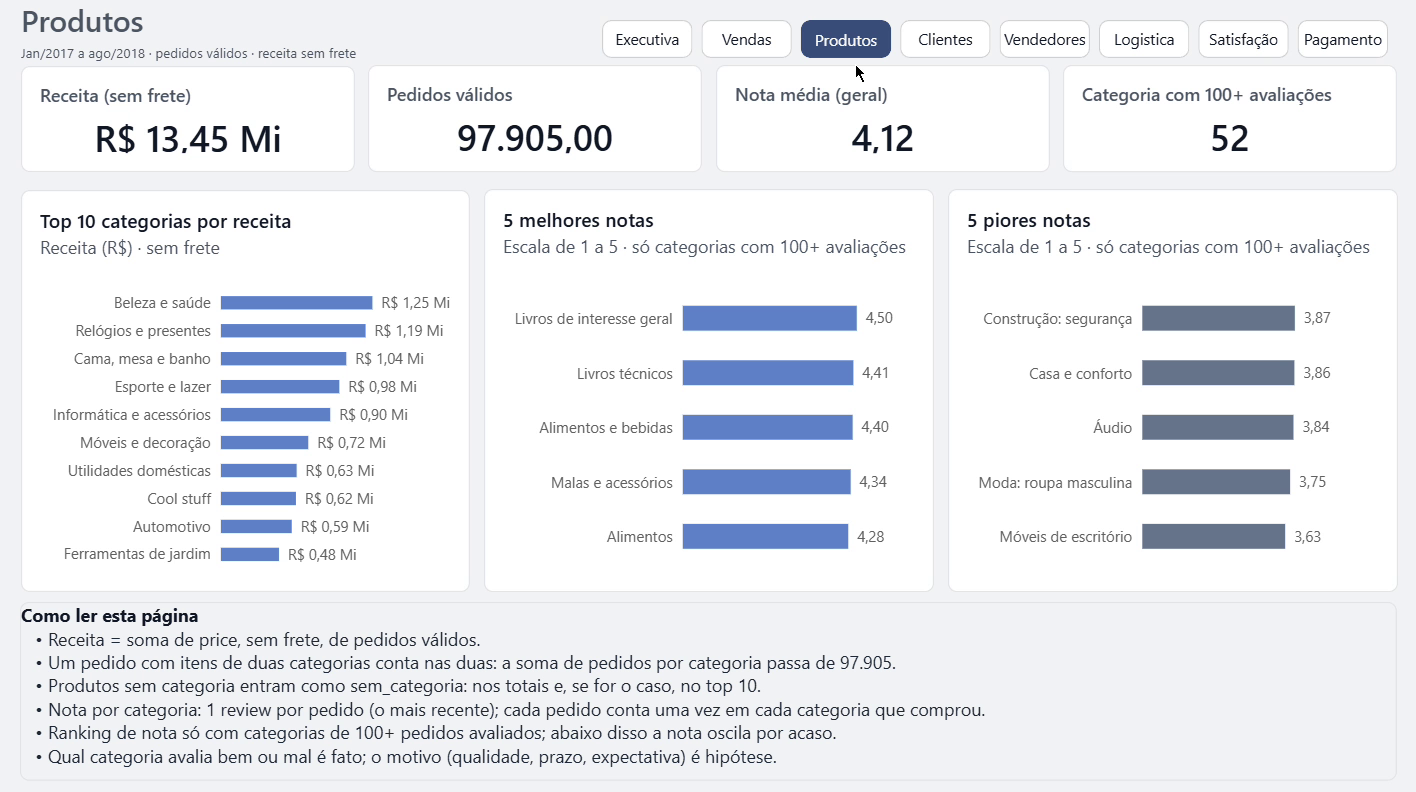 Produtos
Jan/2017 a ago/2018 · pedidos válidos · receita sem frete
Executiva
Vendas
Produtos
Clientes
Vendedores
Logistica
Satisfação
Pagamento
Receita (sem frete)
R$ 13,45 Mi
Pedidos válidos
97.905,00
Nota média (geral)
4,12
Categoria com 100+ avaliações
52
Top 10 categorias por receita
Receita (R$) · sem frete
Beleza e saúde R$ 1,25 Mi
Relógios e presentes R$ 1,19 Mi
Cama, mesa e banho R$ 1,04 Mi
Esporte e lazer R$ 0,98 Mi
Informática e acessórios R$ 0,90 Mi
Móveis e decoração R$ 0,72 Mi
Utilidades domésticas R$ 0,63 Mi
Cool stuff R$ 0,62 Mi
Automotivo R$ 0,59 Mi
Ferramentas de jardim R$ 0,48 Mi
5 melhores notas
Escala de 1 a 5 · só categorias com 100+ avaliações
Livros de interesse geral 4,50
Livros técnicos 4,41
Alimentos e bebidas 4,40
Malas e acessórios 4,34
Alimentos 4,28
5 piores notas
Escala de 1 a 5 · só categorias com 100+ avaliações
Construção: segurança 3,87
Casa e conforto 3,86
Áudio 3,84
Moda: roupa masculina 3,75
Móveis de escritório 3,63
Como ler esta página
• Receita = soma de price, sem frete, de pedidos válidos.
• Um pedido com itens de duas categorias conta nas duas: a soma de pedidos por categoria passa de 97.905.
• Produtos sem categoria entram como sem_categoria: nos totais e, se for o caso, no top 10.
• Nota por categoria: 1 review por pedido (o mais recente); cada pedido conta uma vez em cada categoria que comprou.
• Ranking de nota só com categorias de 100+ pedidos avaliados; abaixo disso a nota oscila por acaso.
• Qual categoria avalia bem ou mal é fato; o motivo (qualidade, prazo, expectativa) é hipótese.